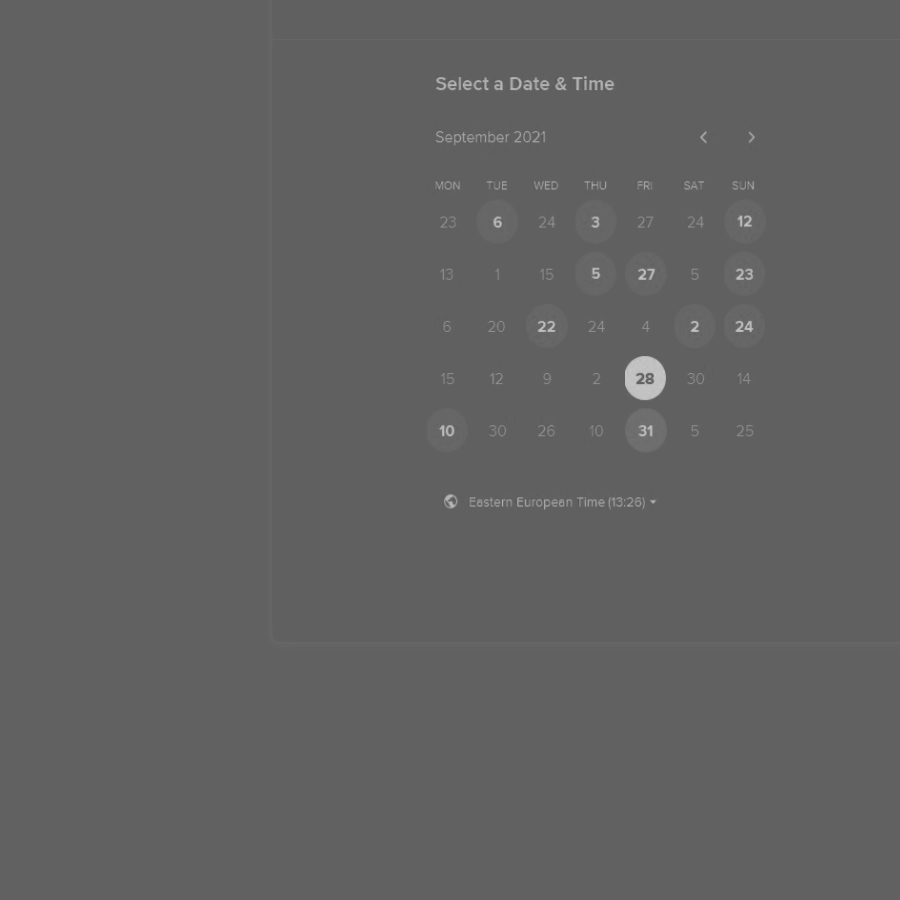 Select a Date & Time
September 2021
MON TUE WED THU FRI SAT SUN
23 6 24 3 27 24 12
13 1 15 5 27 5 23
6 20 22 24 4 2 24
15 12 9 2 28 30 14
10 30 26 10 31 5 25
Eastern European Time (13:26)